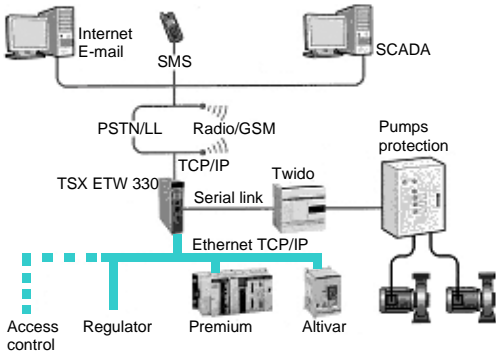 Internet
E-mail
SMS
SCADA
PSTN/LL
Radio/GSM
TCP/IP
Pumps
protection
TSX ETW 330
Serial link
Twido
Ethernet TCP/IP
Access
control
Regulator
Premium
Altivar